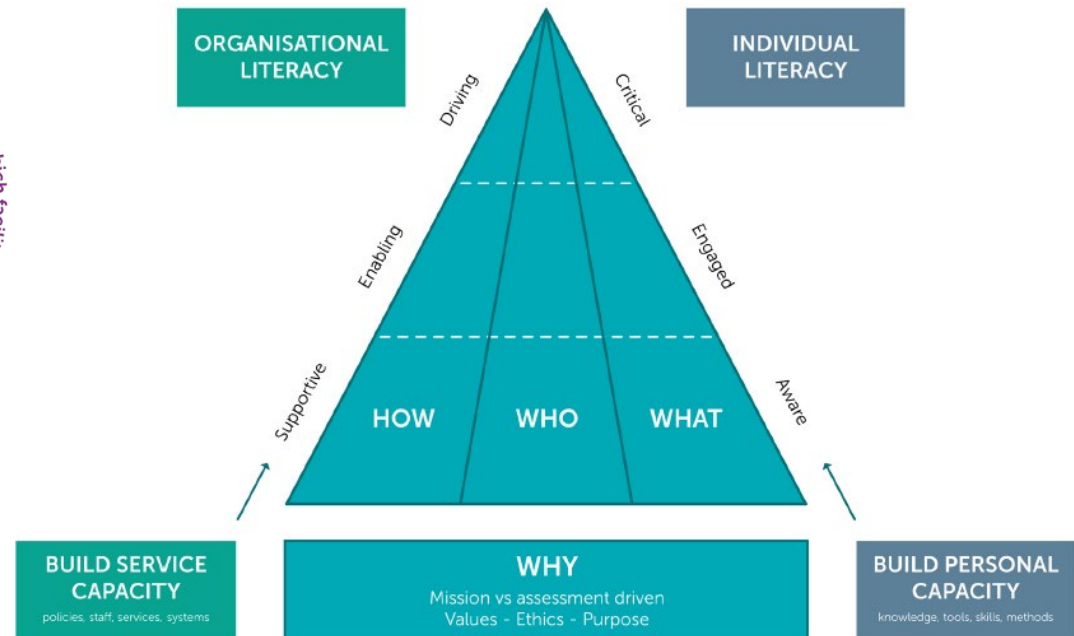 ORGANISATIONAL
LITERACY
INDIVIDUAL
LITERACY
Driving
Critical
Enabling
Engaged
Supportive
Aware
HOW
WHO
WHAT
BUILD SERVICE
CAPACITY
policies, staff, services, systems
WHY
Mission vs assessment driven
Values - Ethics - Purpose
BUILD PERSONAL
CAPACITY
knowledge, tools, skills, methods